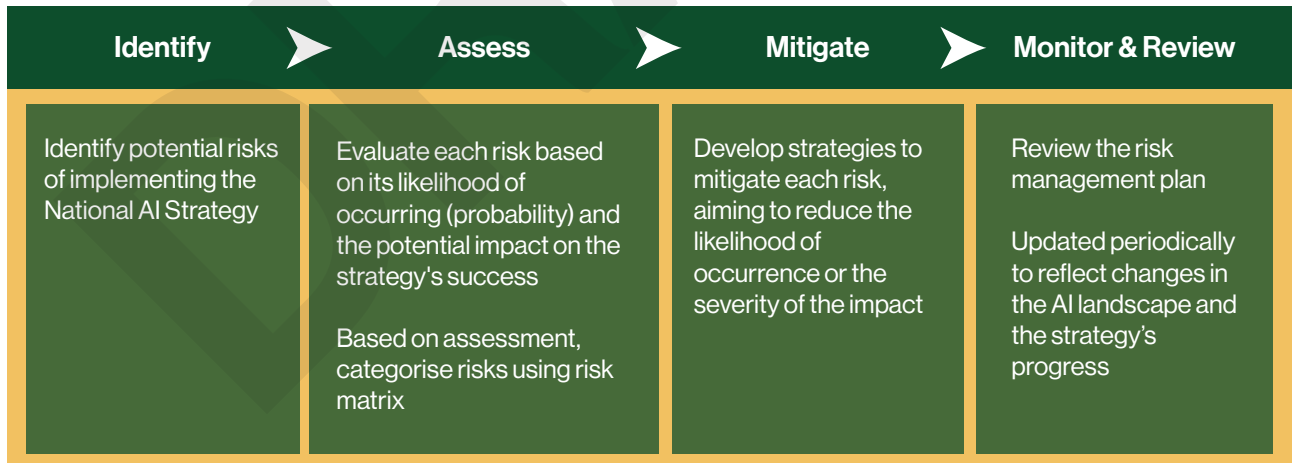 Identify
Assess
Mitigate
Monitor & Review
Identify potential risks
of implementing the
National AI Strategy
Evaluate each risk based
on its likelihood of
occurring (probability) and
the potential impact on the
strategy's success
Based on assessment,
categorise risks using risk
matrix
Develop strategies to
mitigate each risk,
aiming to reduce the
likelihood of
occurrence or the
severity of the impact
Review the risk
management plan
Updated periodically
to reflect changes in
the AI landscape and
the strategy’s
progress